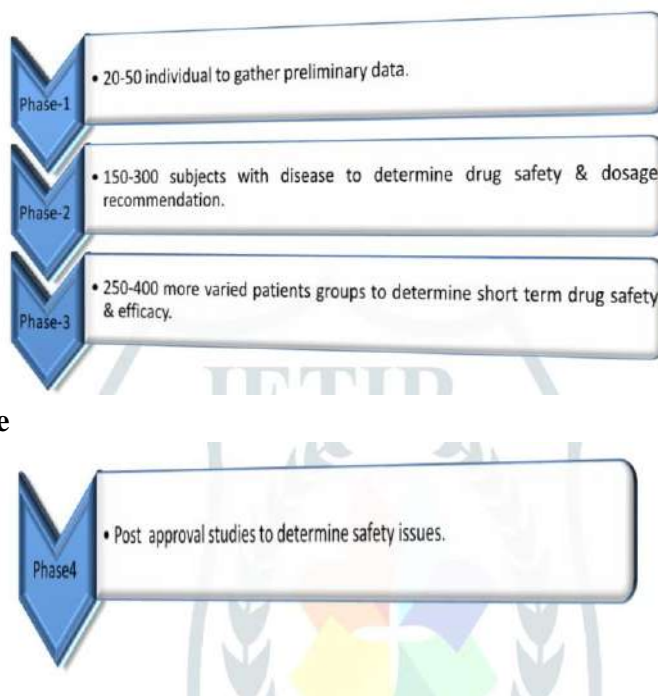 Phase-1
• 20-50 individual to gather preliminary data.
Phase-2
• 150-300 subjects with disease to determine drug safety & dosage
recommendation.
Phase-3
• 250-400 more varied patients groups to determine short term drug safety
& efficacy.
JETIR
e
Phase4
• Post approval studies to determine safety issues.